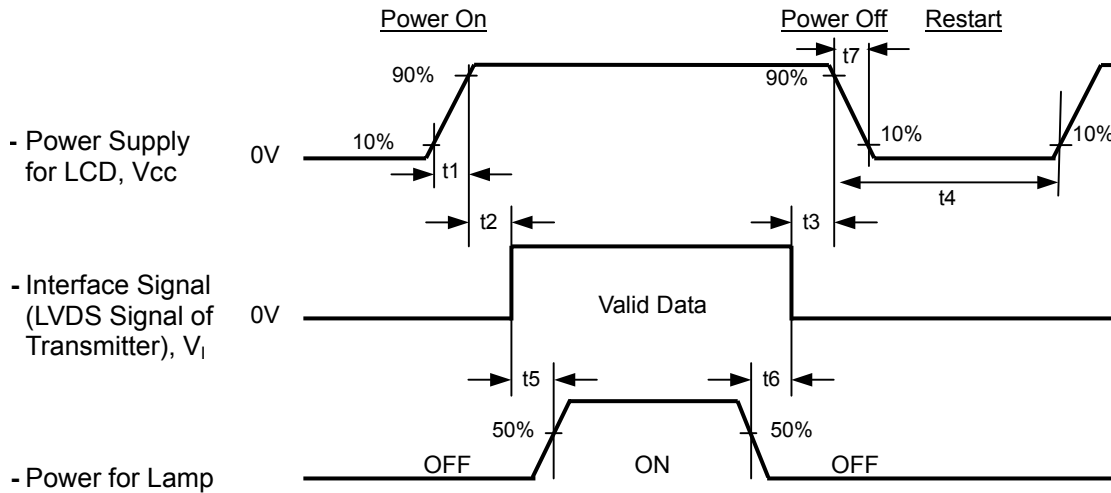 Power On Power Off Restart
t7
90% 90%
- Power Supply
for LCD, Vcc
0V 10% 10% 10%
t1 t4
t2 t3
- Interface Signal
(LVDS Signal of
Transmitter), VI
0V Valid Data
t5 t6
50% 50%
- Power for Lamp
OFF ON OFF